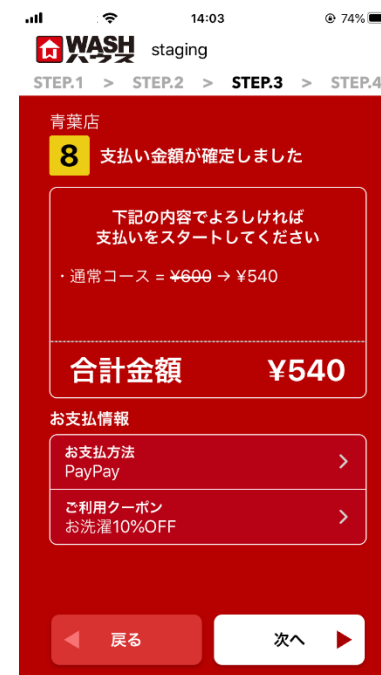 14:03
74%
WASH
ハウス
staging
STEP.1 > STEP.2 > STEP.3 > STEP.4
青葉店
8 支払い金額が確定しました
下記の内容でよろしければ
支払いをスタートしてください
・通常コース = ¥600 → ¥540
合計金額 ¥540
お支払情報
お支払方法
PayPay
ご利用クーポン
お洗濯10%OFF
戻る
次へ